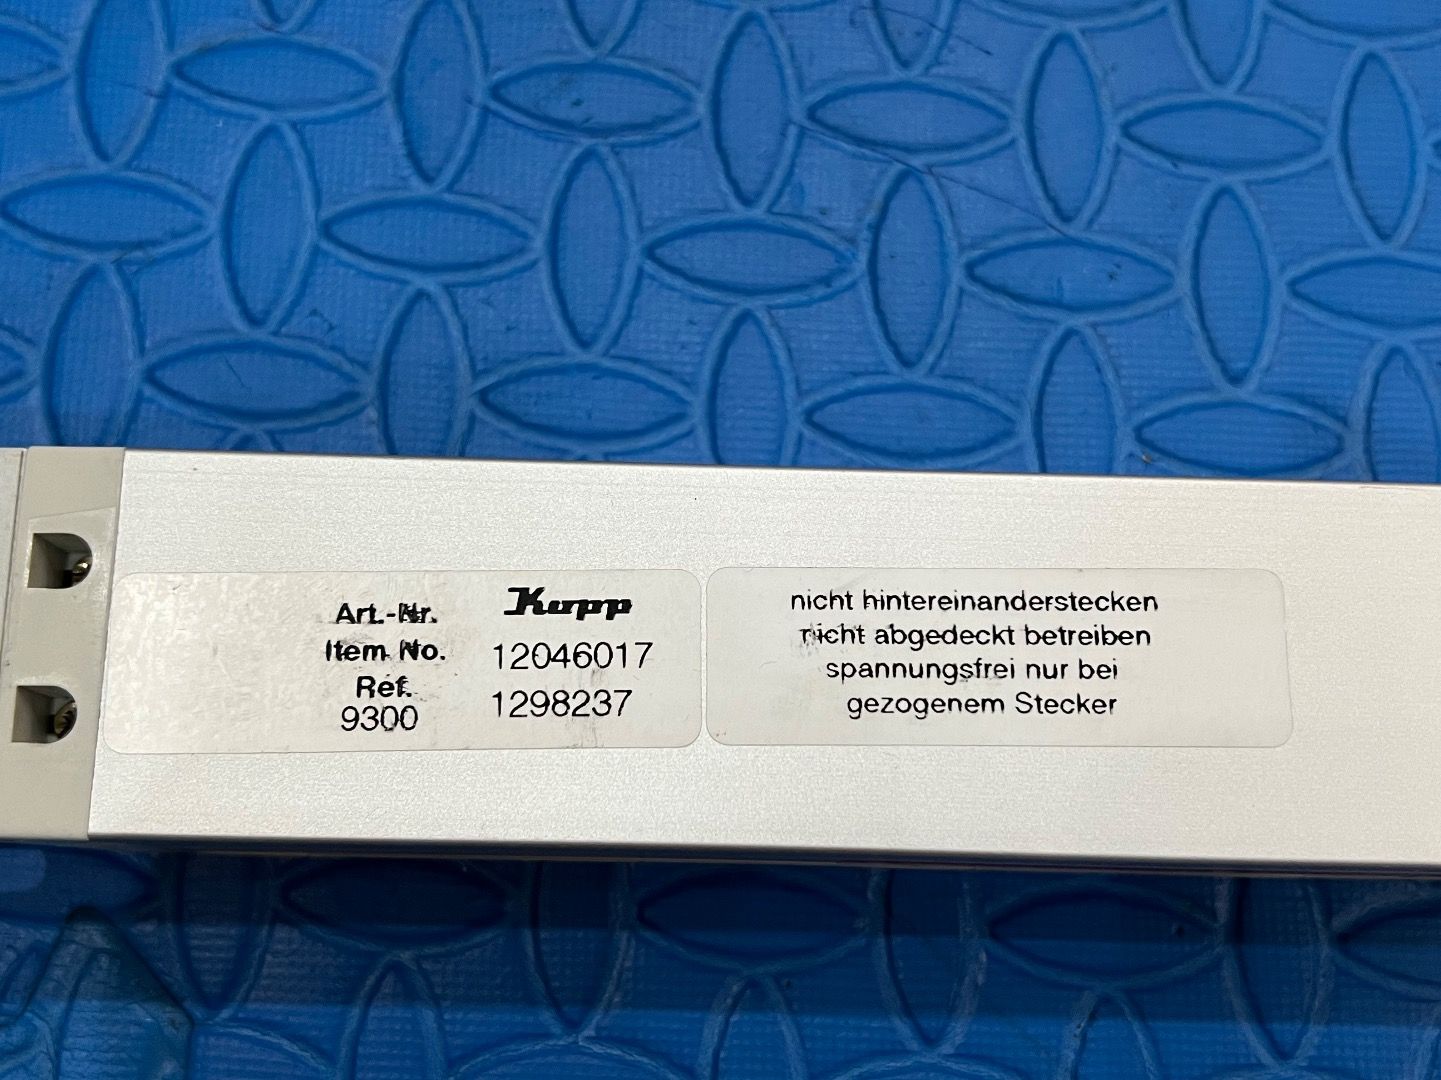 Art.-Nr. Kopp
Item No. 12046017
Ref. 1298237
9300
nicht hintereinanderstecken
nicht abgedeckt betreiben
spannungsfrei nur bei
gezogenem Stecker